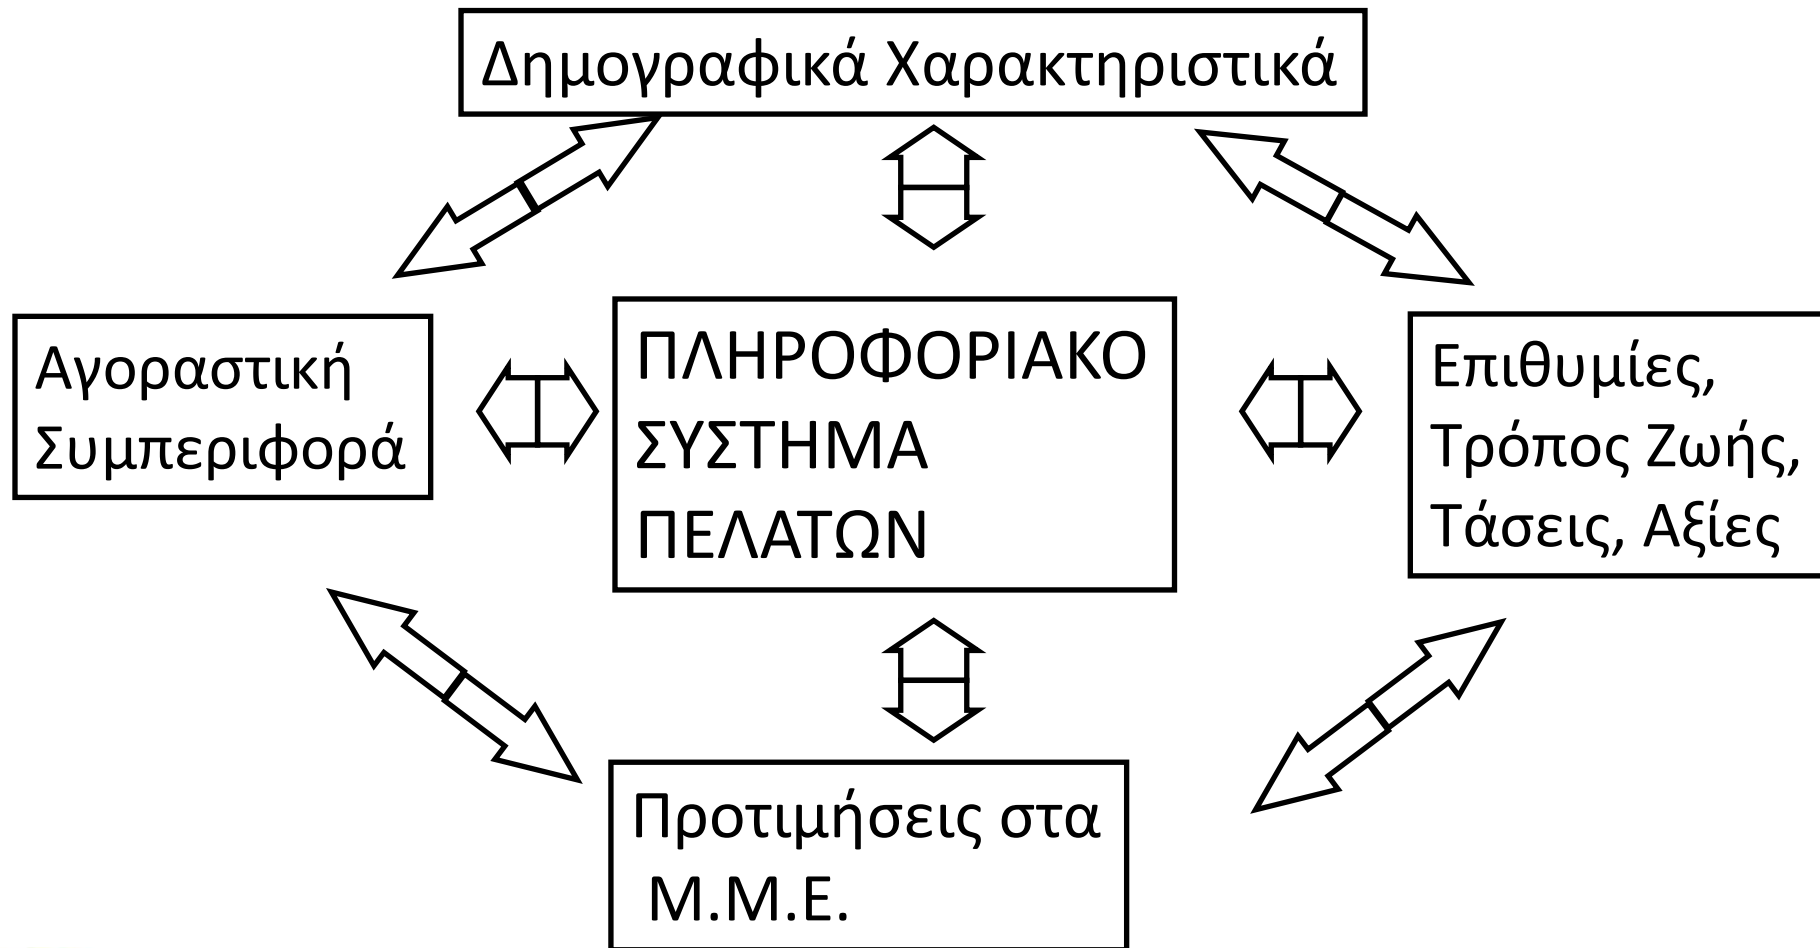 Δημογραφικά Χαρακτηριστικά
Αγοραστική
Συμπεριφορά
ΠΛΗΡΟΦΟΡΙΑΚΟ
ΣΥΣΤΗΜΑ
ΠΕΛΑΤΩΝ
Επιθυμίες,
Τρόπος Ζωής,
Τάσεις, Αξίες
Προτιμήσεις στα
Μ.Μ.Ε.